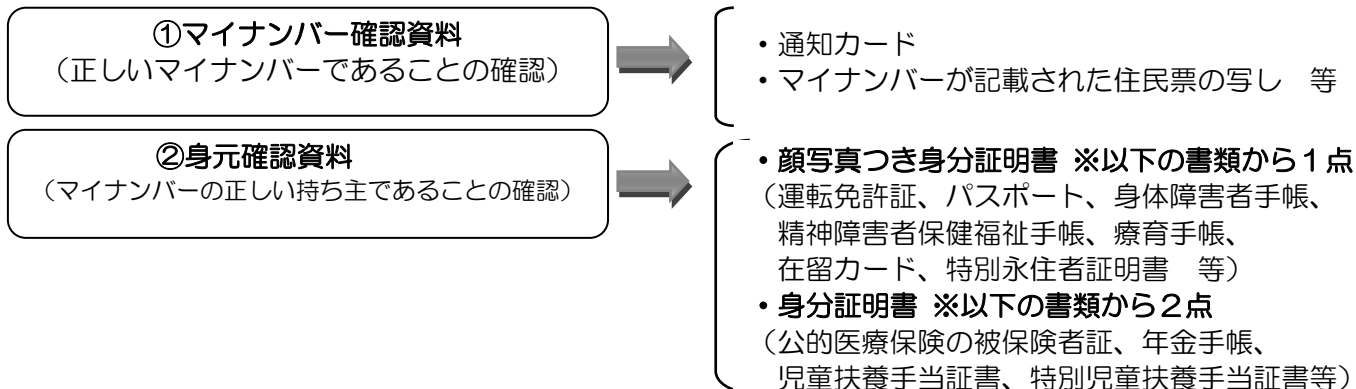 ①マイナンバー確認資料
（正しいマイナンバーであることの確認）
・通知カード
・マイナンバーが記載された住民票の写し　等
②身元確認資料
（マイナンバーの正しい持ち主であることの確認）
・顔写真つき身分証明書 ※以下の書類から１点
（運転免許証、パスポート、身体障害者手帳、
精神障害者保健福祉手帳、療育手帳、
在留カード、特別永住者証明書　等）
・身分証明書 ※以下の書類から２点
（公的医療保険の被保険者証、年金手帳、
児童扶養手当証書、特別児童扶養手当証書等）